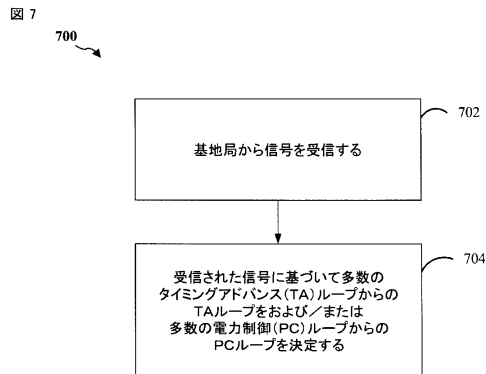 図 7
700
702
基地局から信号を受信する
704
受信された信号に基づいて多数の
タイミングアドバンス(TA)ループからの
TAループをおよび/または
多数の電力制御(PC)ループからの
PCループを決定する